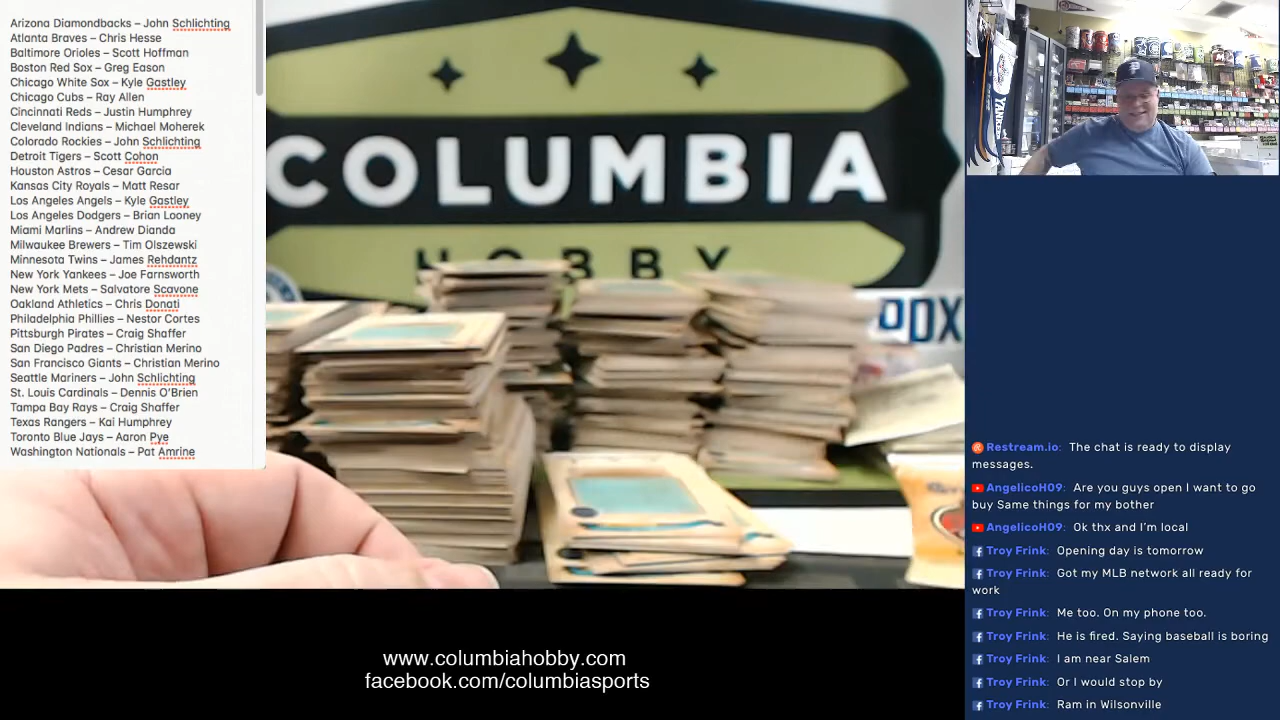 Arizona Diamondbacks – John Schlichting
Atlanta Braves – Chris Hesse
Baltimore Orioles – Scott Hoffman
Boston Red Sox – Greg Eason
Chicago White Sox – Kyle Gastley
Chicago Cubs – Ray Allen
Cincinnati Reds – Justin Humphrey
Cleveland Indians – Michael Moherek
Colorado Rockies – John Schlichting
Detroit Tigers – Scott Cohon
Houston Astros – Cesar Garcia
Kansas City Royals – Matt Resar
Los Angeles Angels – Kyle Gastley
Los Angeles Dodgers – Brian Looney
Miami Marlins – Andrew Dianda
Milwaukee Brewers – Tim Olszewski
Minnesota Twins – James Rehdantz
New York Yankees – Joe Farnsworth
New York Mets – Salvatore Scavone
Oakland Athletics – Chris Donati
Philadelphia Phillies – Nestor Cortes
Pittsburgh Pirates – Craig Shaffer
San Diego Padres – Christian Merino
San Francisco Giants – Christian Merino
Seattle Mariners – John Schlichting
St. Louis Cardinals – Dennis O’Brien
Tampa Bay Rays – Craig Shaffer
Texas Rangers – Kai Humphrey
Toronto Blue Jays – Aaron Pye
Washington Nationals – Pat Amrine
COLUMBIA
HOBBY
www.columbiahobby.com
facebook.com/columbiasports
Restream.io: The chat is ready to display
messages.
AngelicoH09: Are you guys open I want to go
buy Same things for my bother
AngelicoH09: Ok thx and I’m local
Troy Frink: Opening day is tomorrow
Troy Frink: Got my MLB network all ready for
work
Troy Frink: Me too. On my phone too.
Troy Frink: He is fired. Saying baseball is boring
Troy Frink: I am near Salem
Troy Frink: Or I would stop by
Troy Frink: Ram in Wilsonville